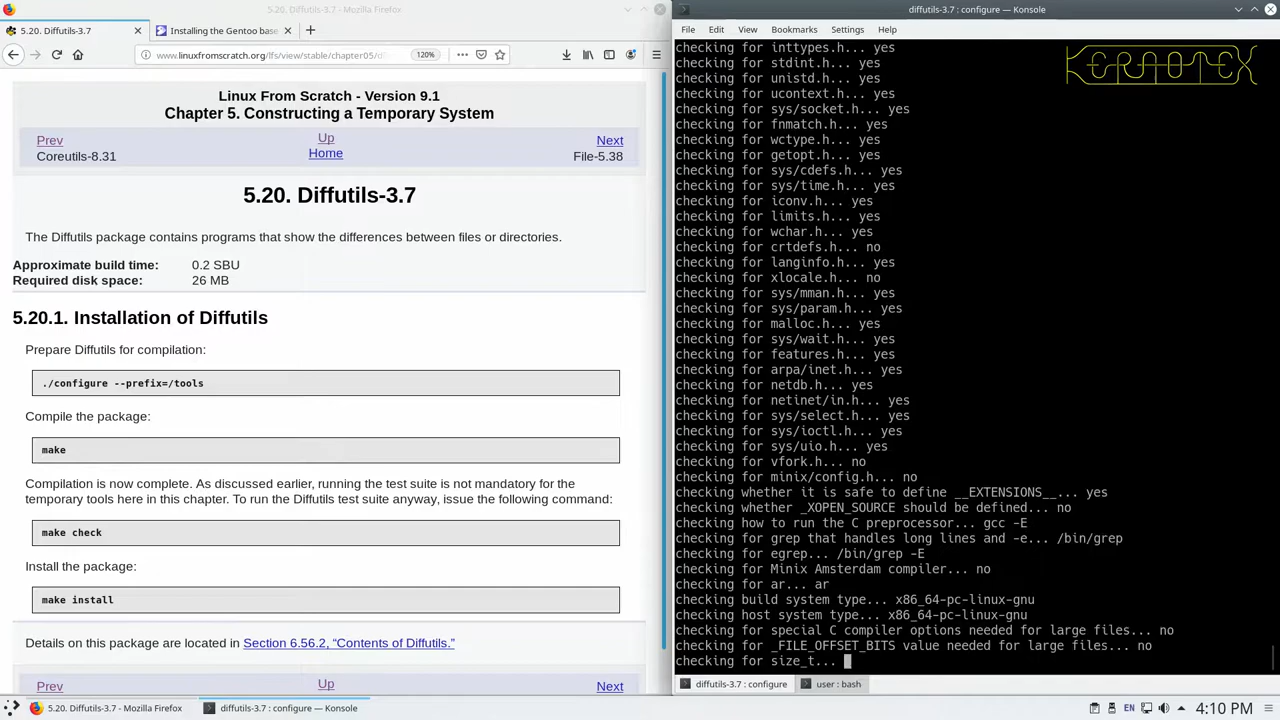 5.20. Diffutils-3.7 - Mozilla Firefox
5.20. Diffutils-3.7
Installing the Gentoo base
www.linuxfromscratch.org/lfs/view/stable/chapter05/d
120%
Linux From Scratch - Version 9.1
Chapter 5. Constructing a Temporary System
Prev
Up
Next
Coreutils-8.31
Home
File-5.38
5.20. Diffutils-3.7
The Diffutils package contains programs that show the differences between files or directories.
Approximate build time: 0.2 SBU
Required disk space: 26 MB
5.20.1. Installation of Diffutils
Prepare Diffutils for compilation:
./configure --prefix=/tools
Compile the package:
make
Compilation is now complete. As discussed earlier, running the test suite is not mandatory for the
temporary tools here in this chapter. To run the Diffutils test suite anyway, issue the following command:
make check
Install the package:
make install
Details on this package are located in Section 6.56.2, “Contents of Diffutils.”
Prev
Up
Next
diffutils-3.7 : configure — Konsole
File Edit View Bookmarks Settings Help
KERAOTEX
checking for inttypes.h... yes
checking for stdint.h... yes
checking for unistd.h... yes
checking for ucontext.h... yes
checking for sys/socket.h... yes
checking for fnmatch.h... yes
checking for wctype.h... yes
checking for getopt.h... yes
checking for sys/cdefs.h... yes
checking for sys/time.h... yes
checking for iconv.h... yes
checking for limits.h... yes
checking for wchar.h... yes
checking for crtdefs.h... no
checking for langinfo.h... yes
checking for xlocale.h... no
checking for sys/mman.h... yes
checking for sys/param.h... yes
checking for malloc.h... yes
checking for sys/wait.h... yes
checking for features.h... yes
checking for arpa/inet.h... yes
checking for netdb.h... yes
checking for netinet/in.h... yes
checking for sys/select.h... yes
checking for sys/ioctl.h... yes
checking for sys/uio.h... yes
checking for vfork.h... no
checking for minix/config.h... no
checking whether it is safe to define __EXTENSIONS__... yes
checking whether _XOPEN_SOURCE should be defined... no
checking how to run the C preprocessor... gcc -E
checking for grep that handles long lines and -e... /bin/grep
checking for egrep... /bin/grep -E
checking for Minix Amsterdam compiler... no
checking for ar... ar
checking build system type... x86_64-pc-linux-gnu
checking host system type... x86_64-pc-linux-gnu
checking for special C compiler options needed for large files... no
checking for _FILE_OFFSET_BITS value needed for large files... no
checking for size_t...
diffutils-3.7 : configure
user : bash
5.20. Diffutils-3.7 - Mozilla Firefox
diffutils-3.7 : configure — Konsole
EN
4:10 PM